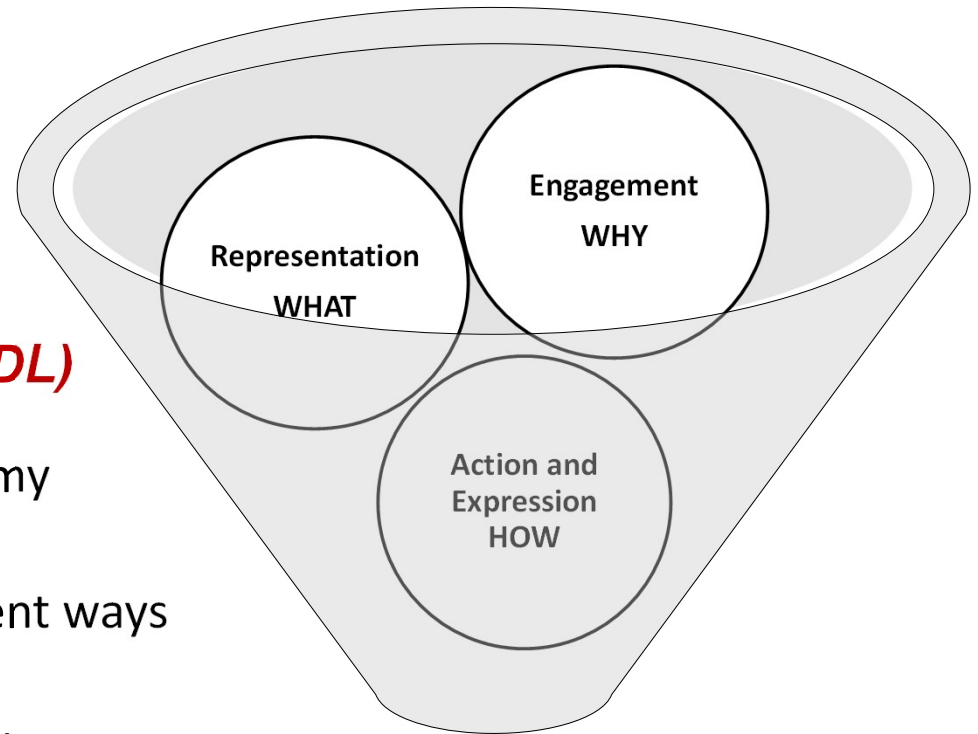 Engagement
WHY
Representation
WHAT
DL)
my
Action and
Expression
HOW
ent ways